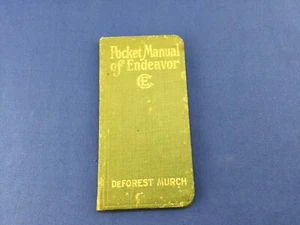 Pocket Manual
of Endeavor
CE
DeFOREST MURCH